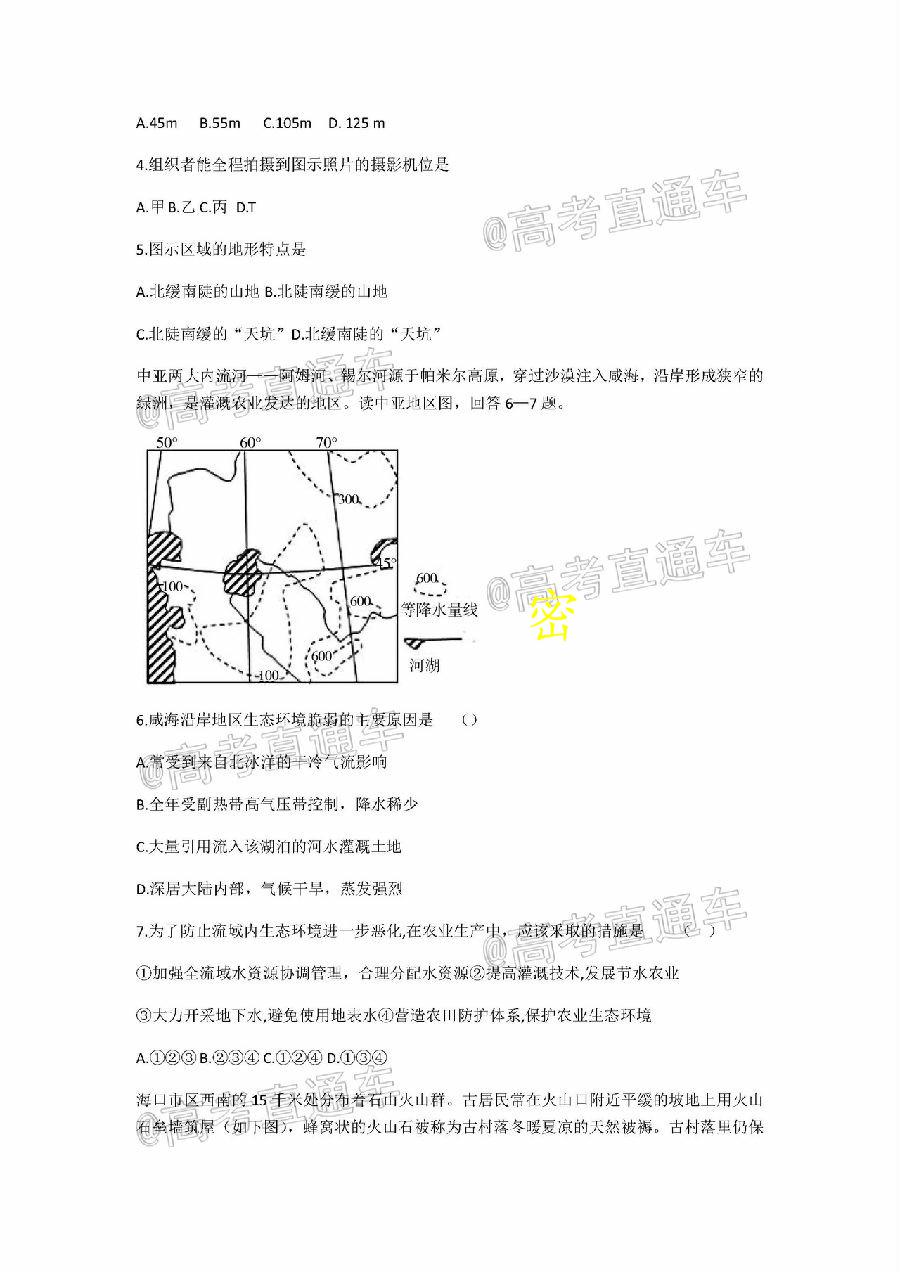 A.45m B.55m C.105m D. 125 m
4.组织者能全程拍摄到图示照片的摄影机位是
A.甲 B.乙 C.丙 D.T
@高考直通车
5.图示区域的地形特点是
A.北缓南陡的山地 B.北陡南缓的山地
C.北陡南缓的“天坑”D.北缓南陡的“天坑”
中亚两大内流河——阿姆河、锡尔河源于帕米尔高原，穿过沙漠注入咸海，沿岸形成狭窄的
@高考直通车
绿洲，是灌溉农业发达的地区。读中亚地区图，回答 6—7 题。
50° 60° 70°
300
15°
100
600
600
100
600
等降水量线
河湖
@高考直通车
密
6.咸海沿岸地区生态环境脆弱的主要原因是 （）
@高考直通车
A.常受到来自北冰洋的干冷气流影响
B.全年受副热带高气压带控制，降水稀少
C.大量引用流入该湖泊的河水灌溉土地
D.深居大陆内部，气候干旱，蒸发强烈
@高考直通车
7.为了防止流域内生态环境进一步恶化,在农业生产中，应该采取的措施是 （ ）
①加强全流域水资源协调管理，合理分配水资源②提高灌溉技术,发展节水农业
③大力开采地下水,避免使用地表水④营造农田防护体系,保护农业生态环境
A.①②③ B.②③④ C.①②④ D.①③④
@高考直通车
海口市区西南的 15 千米处分布着石山火山群。古居民常在火山口附近平缓的坡地上用火山
石垒墙筑屋（如下图），蜂窝状的火山石被称为古村落冬暖夏凉的天然被褥。古村落里仍保